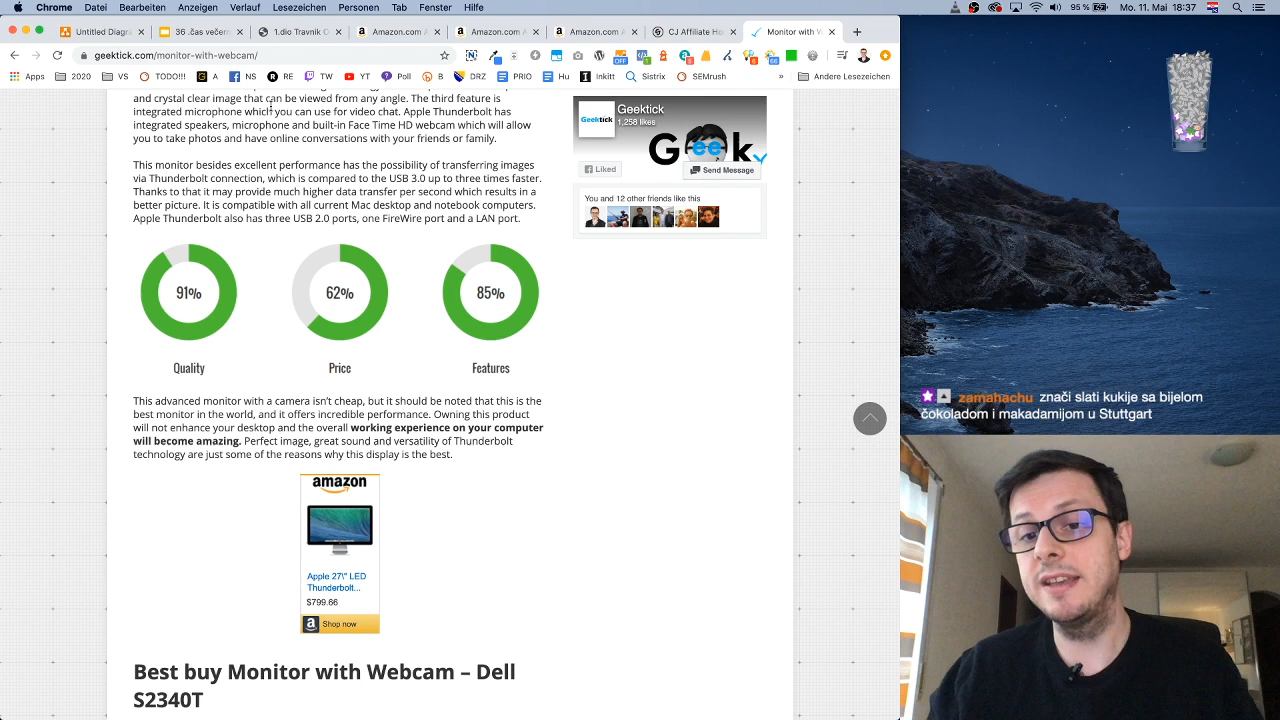 Chrome Datei Bearbeiten Anzeigen Verlauf Lesezeichen Personen Tab Fenster Hilfe
95% Mo. 11. Mai 18:37
Untitled Diagra
36 .čas večern
1.dio Travnik O
Amazon.com A
Amazon.com A
Amazon.com A
CJ Affiliate Ho
Monitor with W
geektick.com/monitor-with-webcam/
Apps 2020 VS TODO!!! A NS RE TW YT Poll B DRZ PRIO Hu Inkitt Sistrix SEMrush » Andere Lesezeichen
and crystal clear image that can be viewed from any angle. The third feature is
integrated microphone which you can use for video chat. Apple Thunderbolt has
integrated speakers, microphone and built-in Face Time HD webcam which will allow
you to take photos and have online conversations with your friends or family.
This monitor besides excellent performance has the possibility of transferring images
via Thunderbolt connection, which is compared to the USB 3.0 up to three times faster.
Thanks to that it may provide much higher data transfer per second which results in a
better picture. It is compatible with all current Mac desktop and notebook computers.
Apple Thunderbolt also has three USB 2.0 ports, one FireWire port and a LAN port.
91% 62% 85%
Quality Price Features
This advanced monitor with a camera isn't cheap, but it should be noted that this is the
best monitor in the world, and it offers incredible performance. Owning this product
will not enhance your desktop and the overall working experience on your computer
will become amazing. Perfect image, great sound and versatility of Thunderbolt
technology are just some of the reasons why this display is the best.
amazon
Apple 27\" LED
Thunderbolt...
$799.66
Shop now
Best buy Monitor with Webcam – Dell
S2340T
Geektick
Geektick
1,258 likes
Geek
Liked
Send Message
You and 12 other friends like this
zamahachu znači slati kukije sa bijelom
čokoladom i makadamijom u Stuttgart